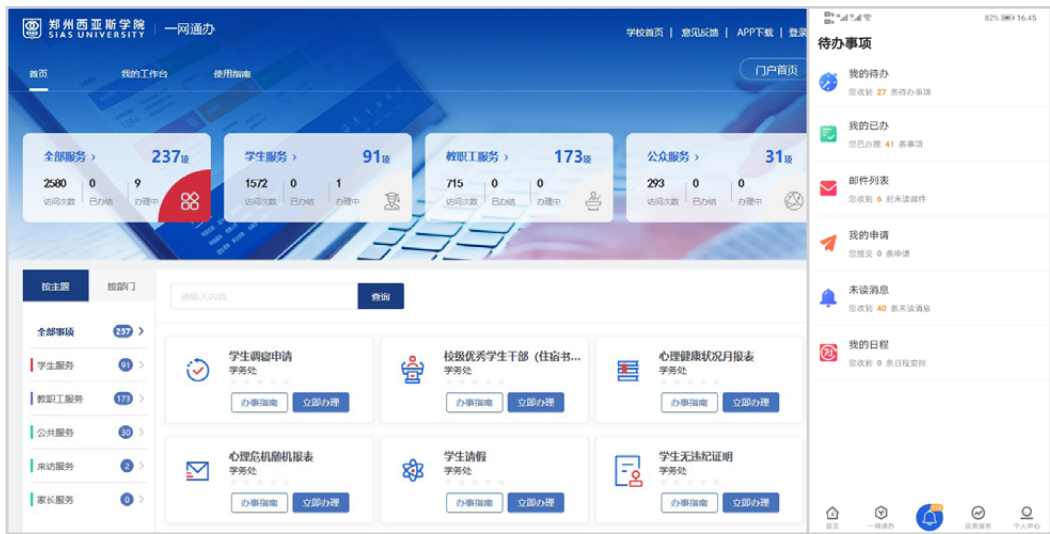 郑州西亚斯学院
SIAS UNIVERSITY
一网通办
学校首页 | 意见反馈 | APP下载 | 登录
首页 我的工作台 使用指南
门户首页
全部服务 > 237项
2580 0 9
访问次数 已办结 办理中
学生服务 > 91项
1572 0 1
访问次数 已办结 办理中
教职工服务 > 173项
715 0 0
访问次数 已办结 办理中
公众服务 > 31项
293 0 0
访问次数 已办结 办理中
按主题 按部门
全部事项 237 >
学生服务 91 >
教职工服务 173 >
公共服务 30 >
来访服务 2 >
家长服务 0 >
请输入内容 查询
学生调宿申请
学务处
办事指南 立即办理
校级优秀学生干部（住宿书...
学务处
办事指南 立即办理
心理健康状况月报表
学务处
办事指南 立即办理
心理危机随机报表
学务处
办事指南 立即办理
学生请假
学务处
办事指南 立即办理
学生无违纪证明
学务处
办事指南 立即办理
82% 16:45
待办事项
我的待办
您收到 27 条待办事项
我的已办
您已办理 41 条事项
邮件列表
您收到 6 封未读邮件
我的申请
您提交 0 条申请
未读消息
您收到 40 条未读消息
我的日程
您收到 0 条日程安排
首页 一网通办 应用服务 个人中心